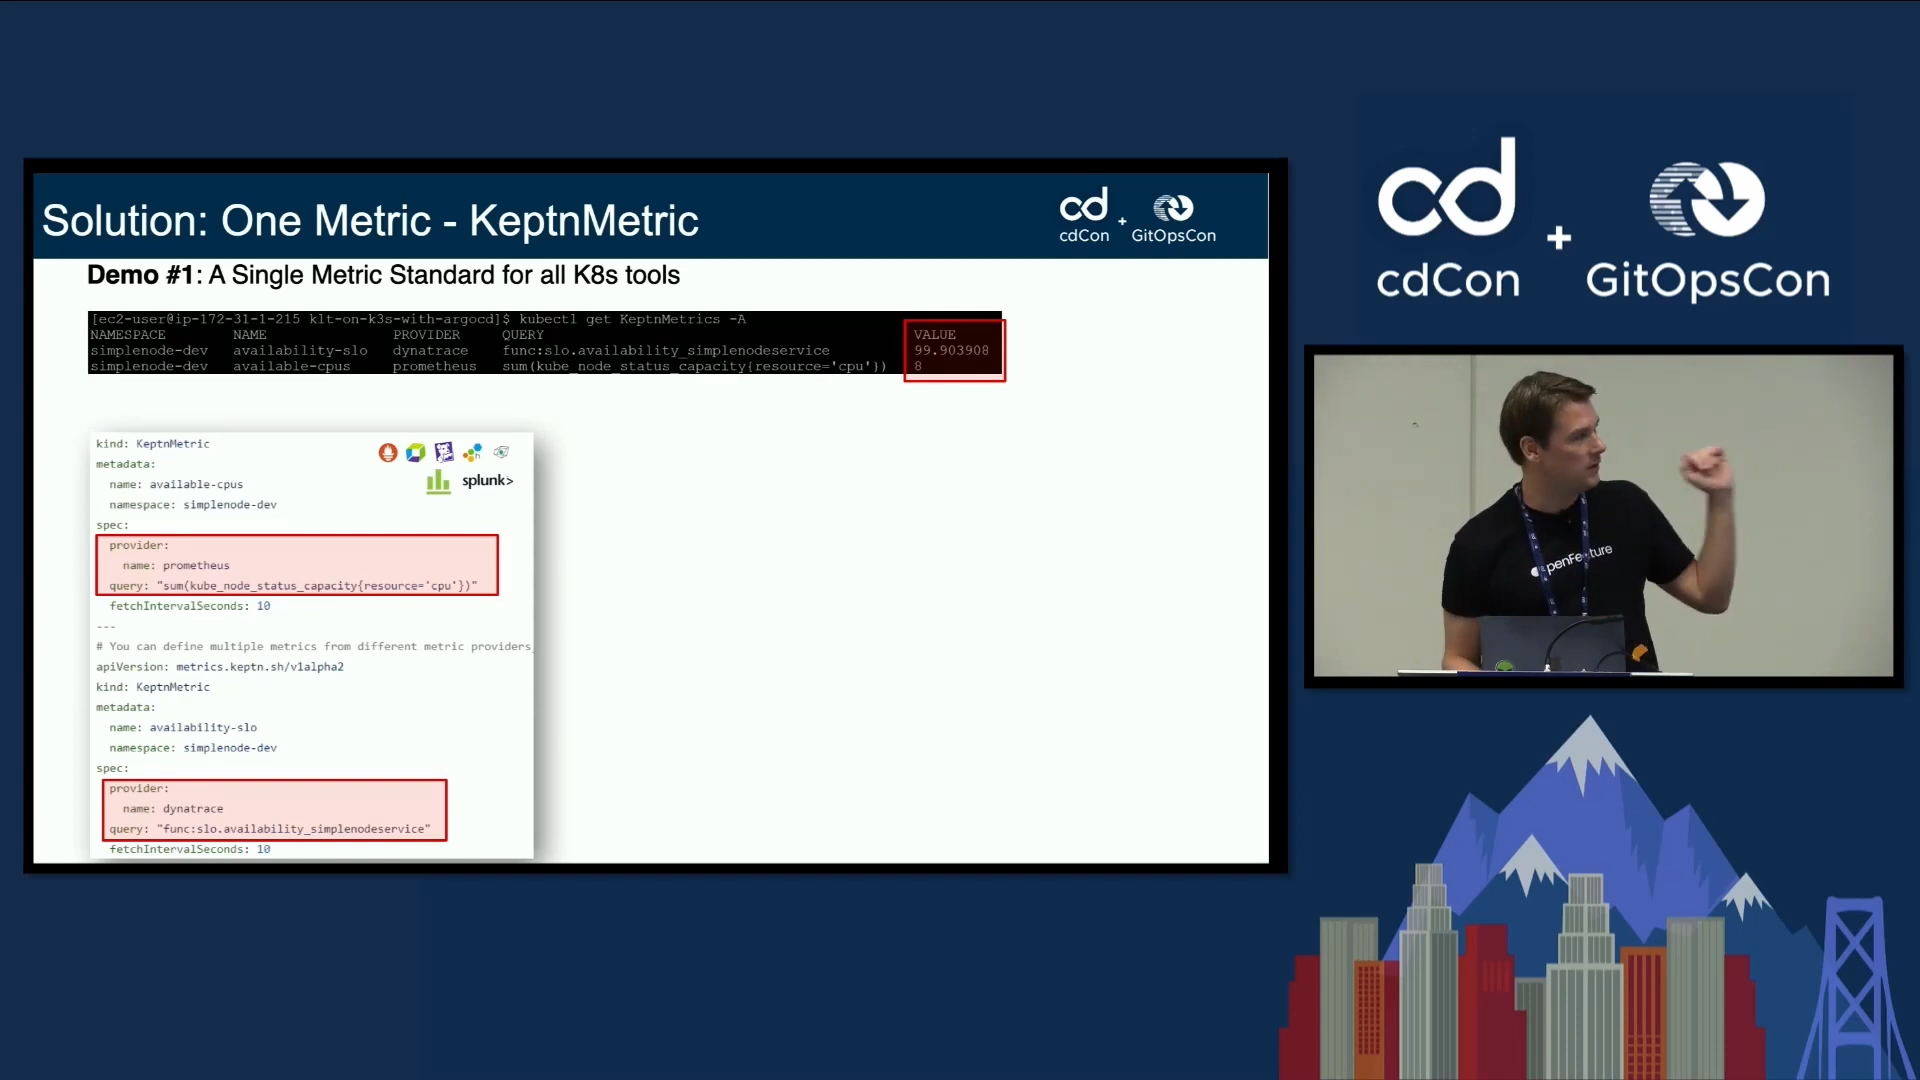 Solution: One Metric - KeptnMetric
cdCon + GitOpsCon
Demo #1: A Single Metric Standard for all K8s tools
[ec2-user@ip-172-31-1-215 klt-on-k3s-with-argocd]$ kubectl get KeptnMetrics -A
NAMESPACE NAME PROVIDER QUERY VALUE
simplenode-dev availability-slo dynatrace func:slo.availability_simplenodeservice 99.903908
simplenode-dev available-cpus prometheus sum(kube_node_status_capacity{resource='cpu'}) 8
kind: KeptnMetric
metadata:
name: available-cpus
namespace: simplenode-dev
spec:
provider:
name: prometheus
query: "sum(kube_node_status_capacity{resource='cpu'})"
fetchIntervalSeconds: 10
---
# You can define multiple metrics from different metric providers,
apiVersion: metrics.keptn.sh/v1alpha2
kind: KeptnMetric
metadata:
name: availability-slo
namespace: simplenode-dev
spec:
provider:
name: dynatrace
query: "func:slo.availability_simplenodeservice"
fetchIntervalSeconds: 10
splunk>
cd
cdCon + GitOpsCon
penFe ture